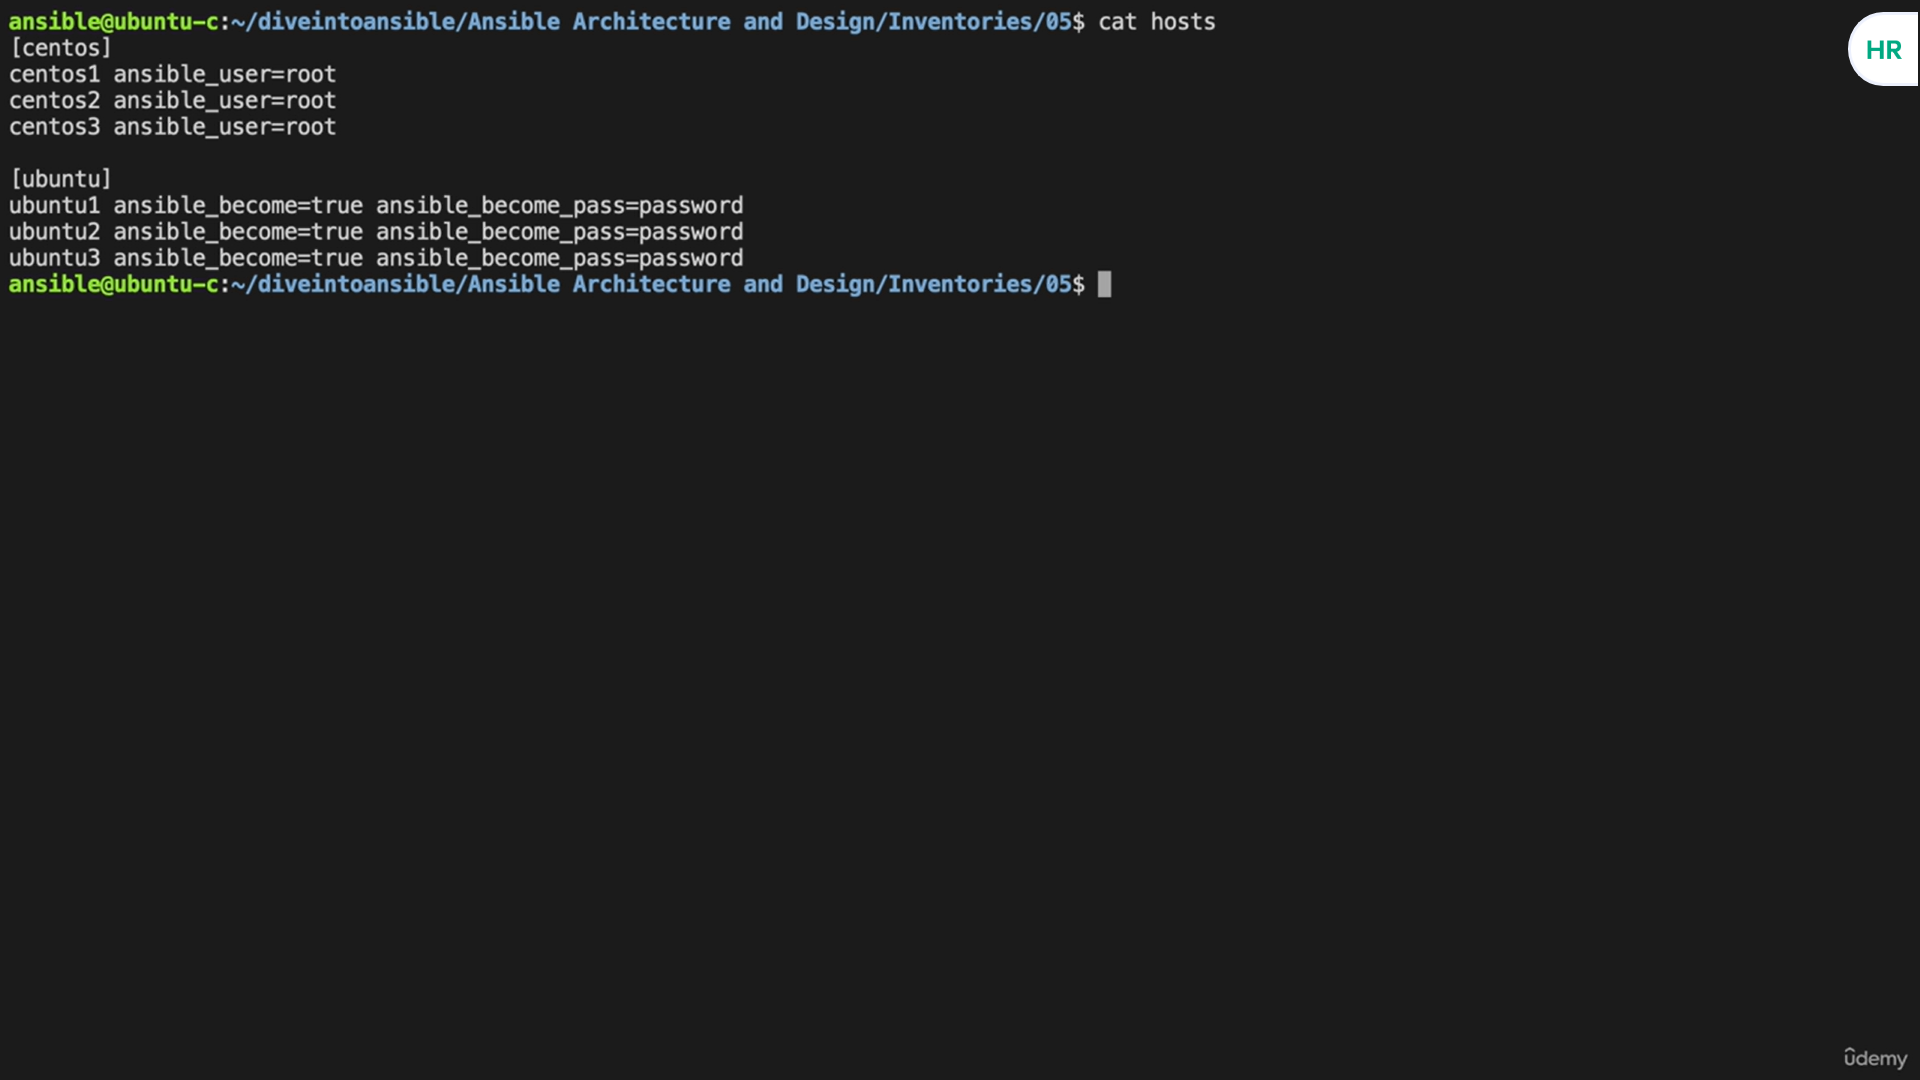 ansible@ubuntu-c:~/diveintoansible/Ansible Architecture and Design/Inventories/05$ cat hosts
[centos]
centos1 ansible_user=root
centos2 ansible_user=root
centos3 ansible_user=root

[ubuntu]
ubuntu1 ansible_become=true ansible_become_pass=password
ubuntu2 ansible_become=true ansible_become_pass=password
ubuntu3 ansible_become=true ansible_become_pass=password
ansible@ubuntu-c:~/diveintoansible/Ansible Architecture and Design/Inventories/05$
HR
ûdemy